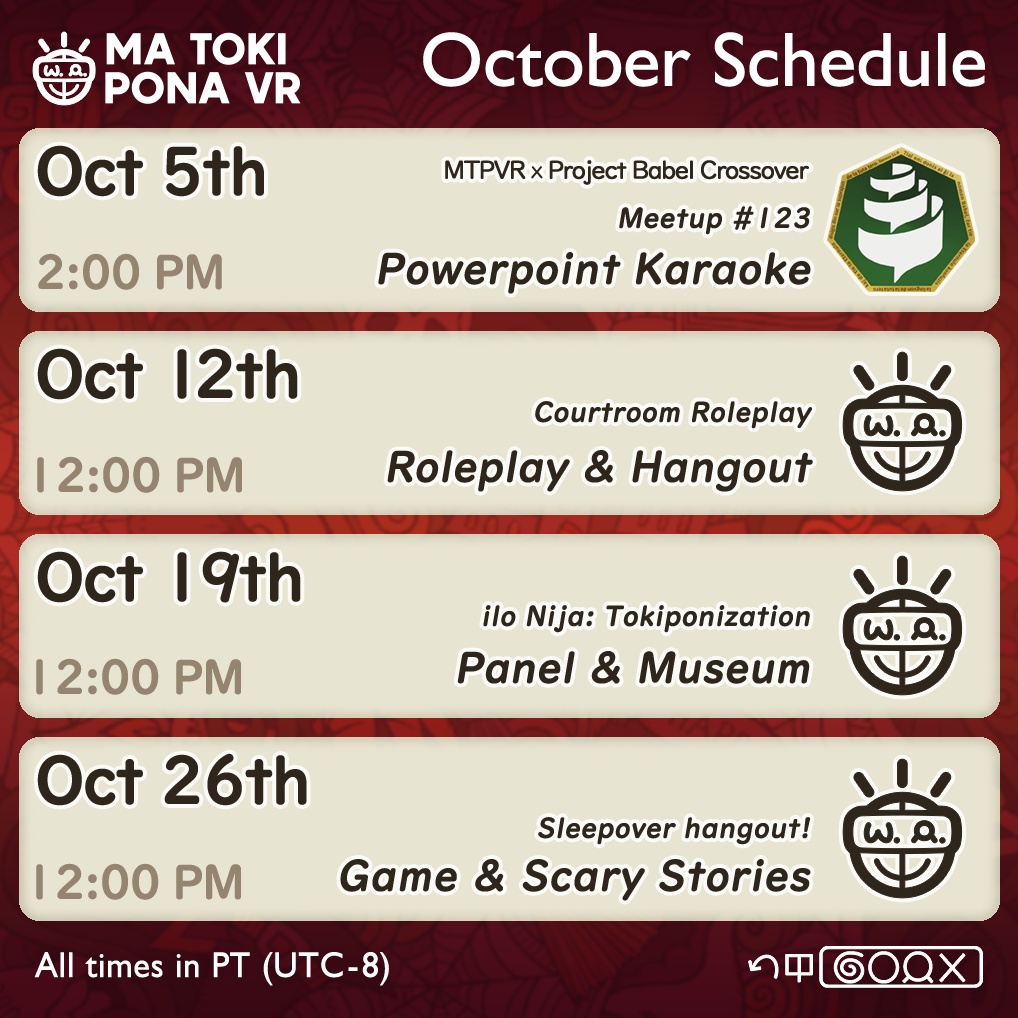 MA TOKI
PONA VR
w. a.
October Schedule
Oct 5th
2:00 PM
MTPVR x Project Babel Crossover
Meetup #123
Powerpoint Karaoke
Oct 12th
12:00 PM
Courtroom Roleplay
Roleplay & Hangout
w. a.
Oct 19th
12:00 PM
ilo Nija: Tokiponization
Panel & Museum
w. a.
Oct 26th
12:00 PM
Sleepover hangout!
Game & Scary Stories
w. a.
All times in PT (UTC-8)